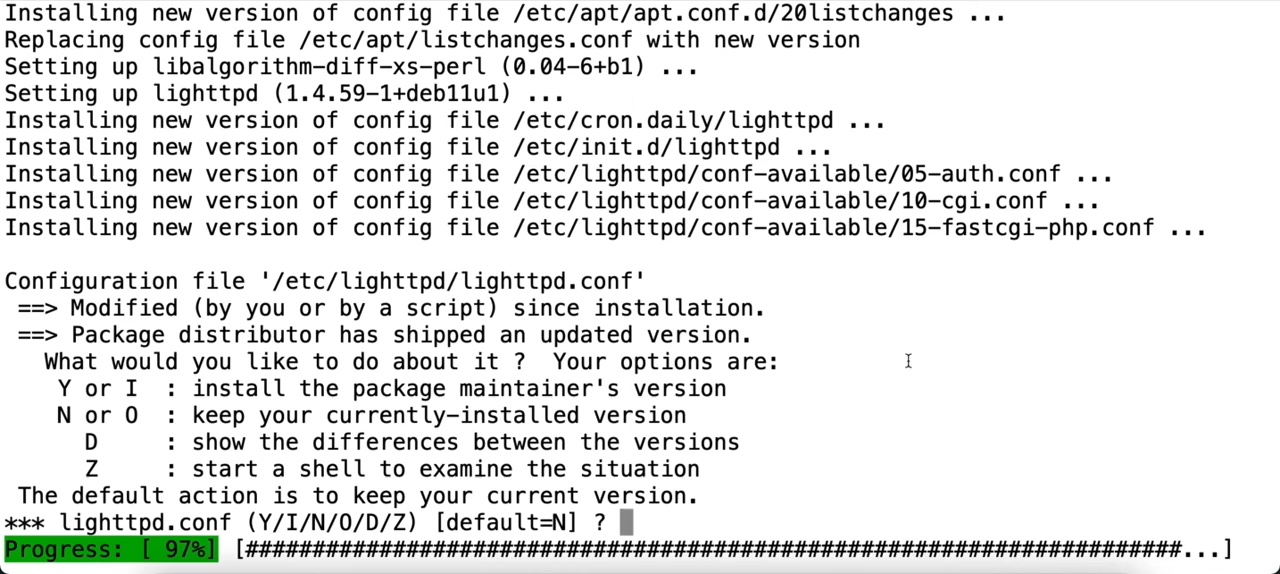 Installing new version of config file /etc/apt/apt.conf.d/20listchanges ...
Replacing config file /etc/apt/listchanges.conf with new version
Setting up libalgorithm-diff-xs-perl (0.04-6+b1) ...
Setting up lighttpd (1.4.59-1+deb11u1) ...
Installing new version of config file /etc/cron.daily/lighttpd ...
Installing new version of config file /etc/init.d/lighttpd ...
Installing new version of config file /etc/lighttpd/conf-available/05-auth.conf ...
Installing new version of config file /etc/lighttpd/conf-available/10-cgi.conf ...
Installing new version of config file /etc/lighttpd/conf-available/15-fastcgi-php.conf ...

Configuration file '/etc/lighttpd/lighttpd.conf'
 ==> Modified (by you or by a script) since installation.
 ==> Package distributor has shipped an updated version.
   What would you like to do about it ?  Your options are:
    Y or I  : install the package maintainer's version
    N or O  : keep your currently-installed version
      D     : show the differences between the versions
      Z     : start a shell to examine the situation
 The default action is to keep your current version.
*** lighttpd.conf (Y/I/N/O/D/Z) [default=N] ?
Progress: [ 97%] [######################################################################...]